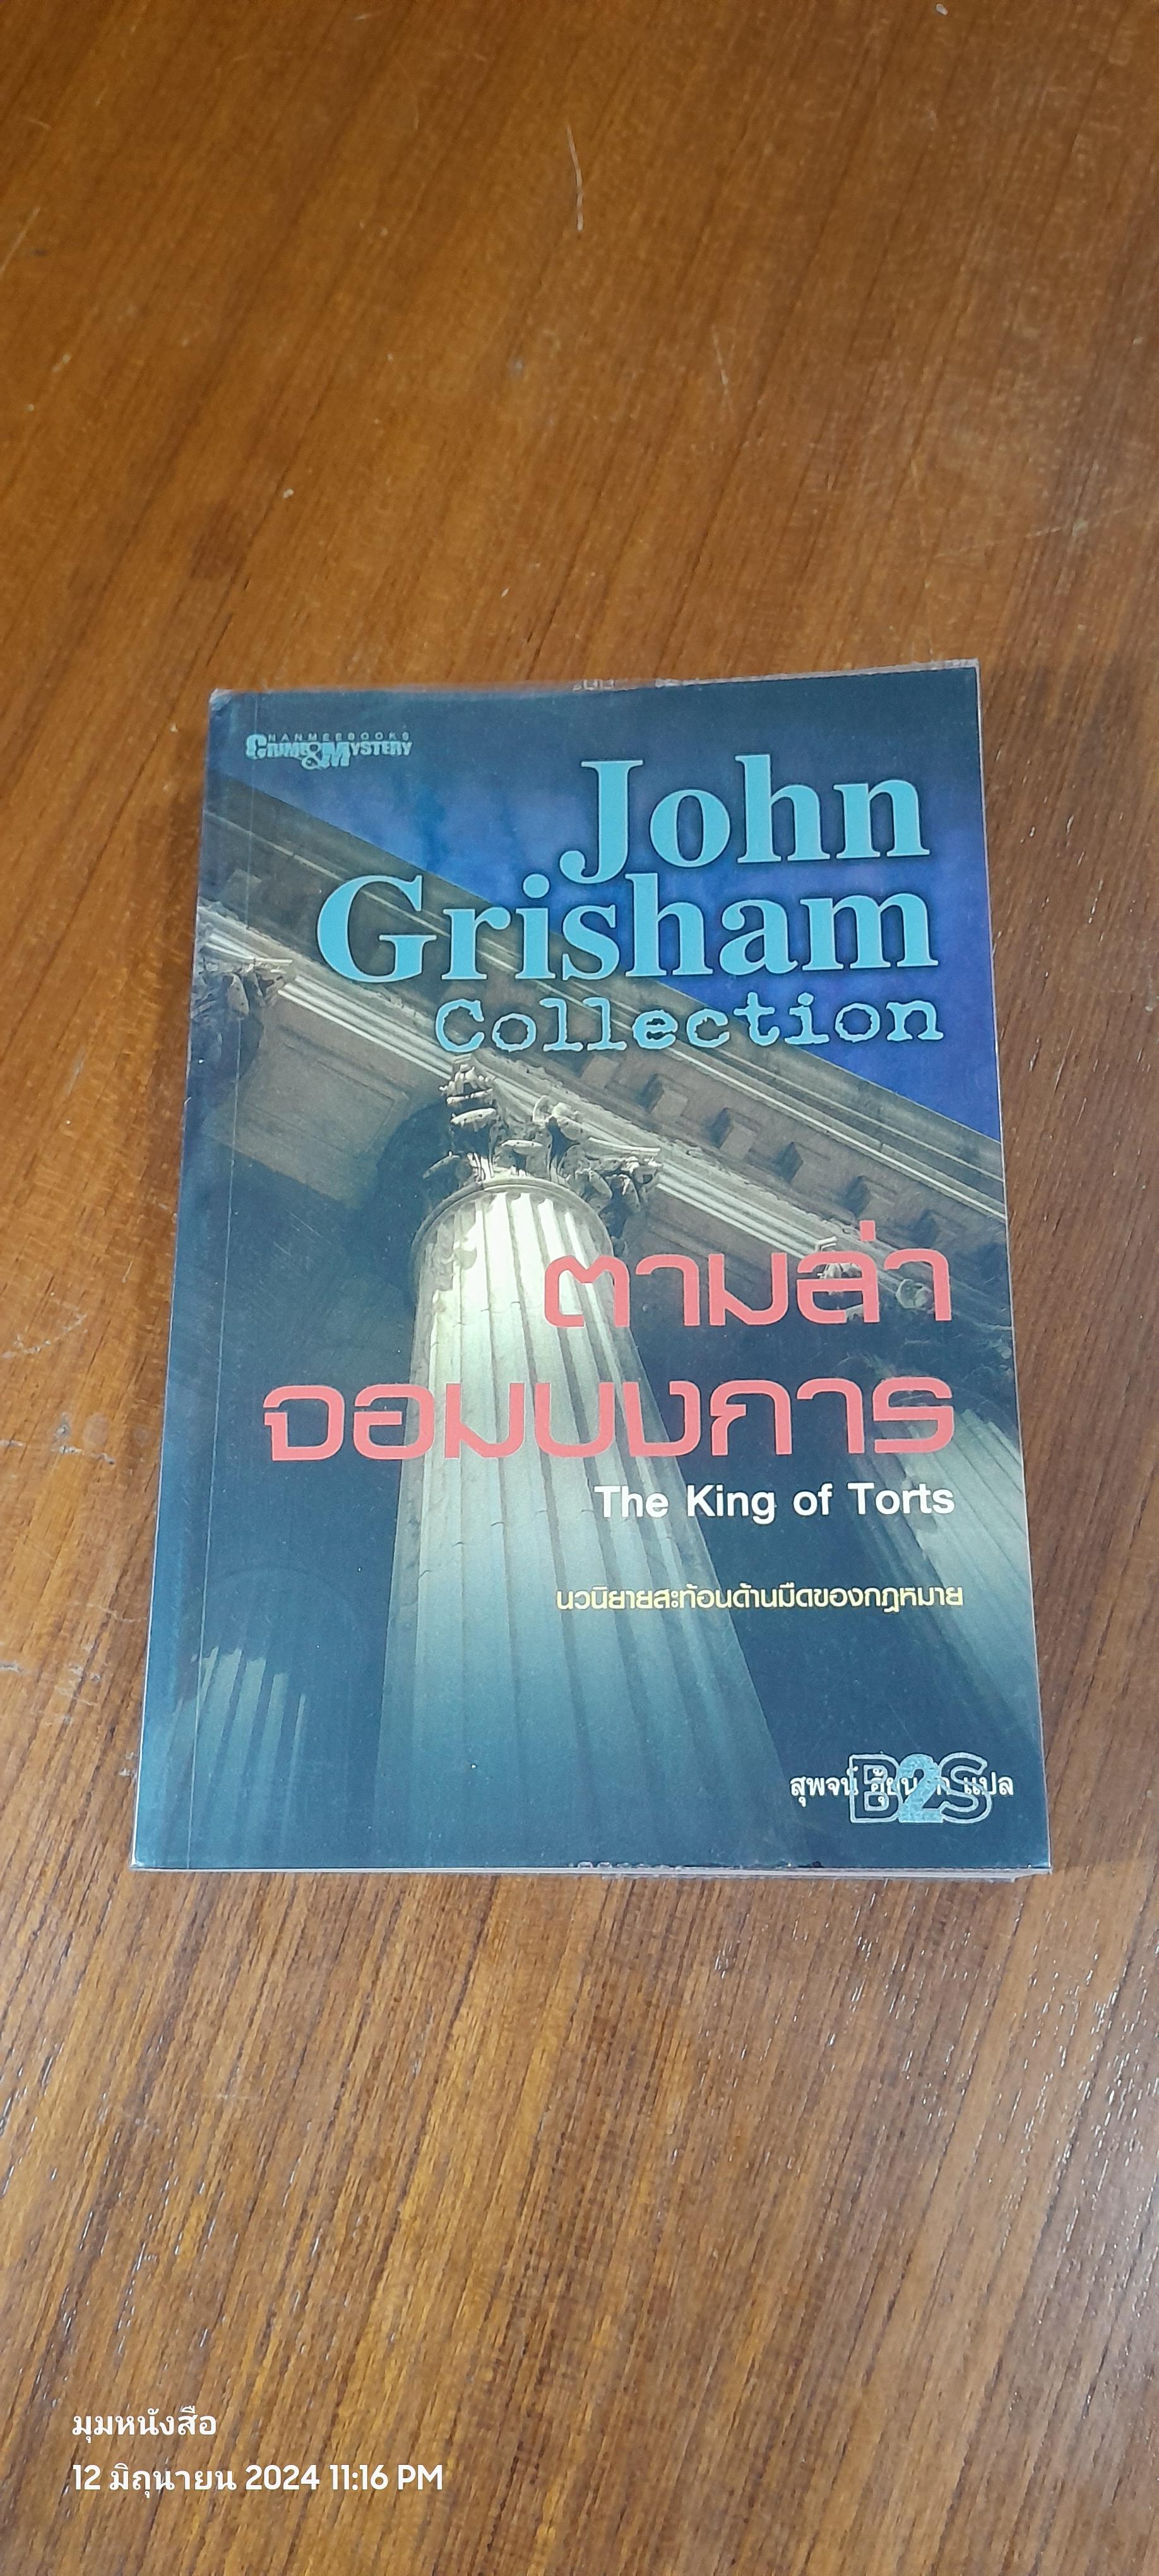 NANMEEBOOKS
CRIME & MYSTERY
John
Grisham
Collection
ตามล่า
จอมบงการ
The King of Torts
นวนิยายสะท้อนด้านมืดของกฎหมาย
สุพจน์ แปล
B2S
มุมหนังสือ
12 มิถุนายน 2024 11:16 PM